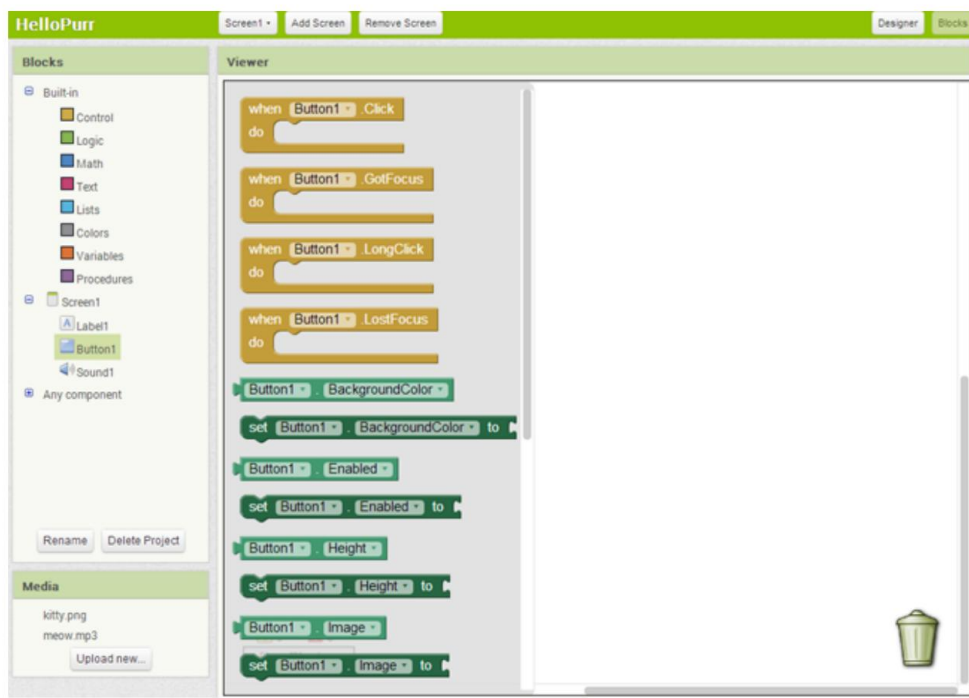 HelloPurr
Screen1 Add Screen Remove Screen Designer Blocks
Blocks
Built-in
Control
Logic
Math
Text
Lists
Colors
Variables
Procedures
Screen1
Label1
Button1
Sound1
Any component
Rename Delete Project
Media
kitty.png
meow.mp3
Upload new...
Viewer
when Button1 .Click
do
when Button1 .GotFocus
do
when Button1 .LongClick
do
when Button1 .LostFocus
do
Button1 . BackgroundColor
set Button1 . BackgroundColor to
Button1 . Enabled
set Button1 . Enabled to
Button1 . Height
set Button1 . Height to
Button1 . Image
set Button1 . Image to